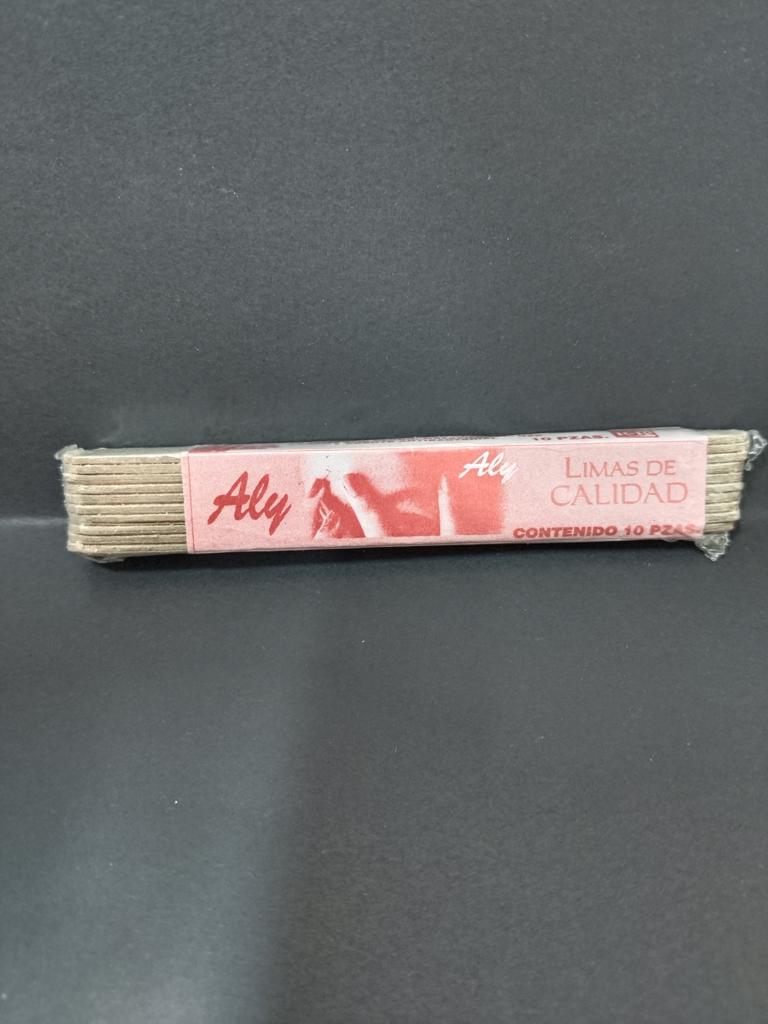 10 PZAS.
Aly
Aly
LIMAS DE
CALIDAD
CONTENIDO 10 PZAS.